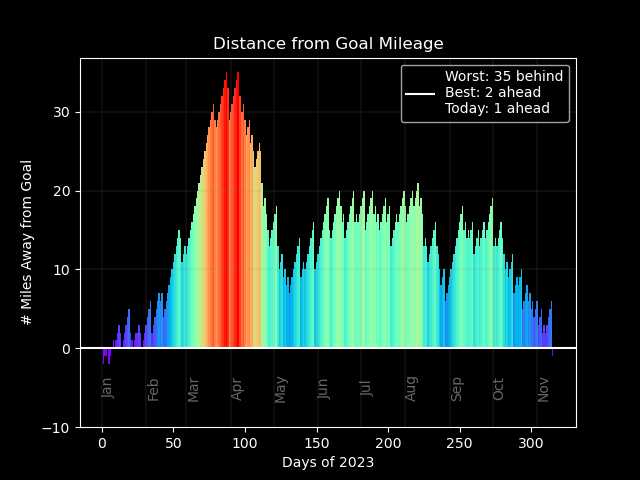 Distance from Goal Mileage
Worst: 35 behind
Best: 2 ahead
Today: 1 ahead
# Miles Away from Goal
30
20
10
0
−10
Jan
Feb
Mar
Apr
May
Jun
Jul
Aug
Sep
Oct
Nov
0 50 100 150 200 250 300
Days of 2023